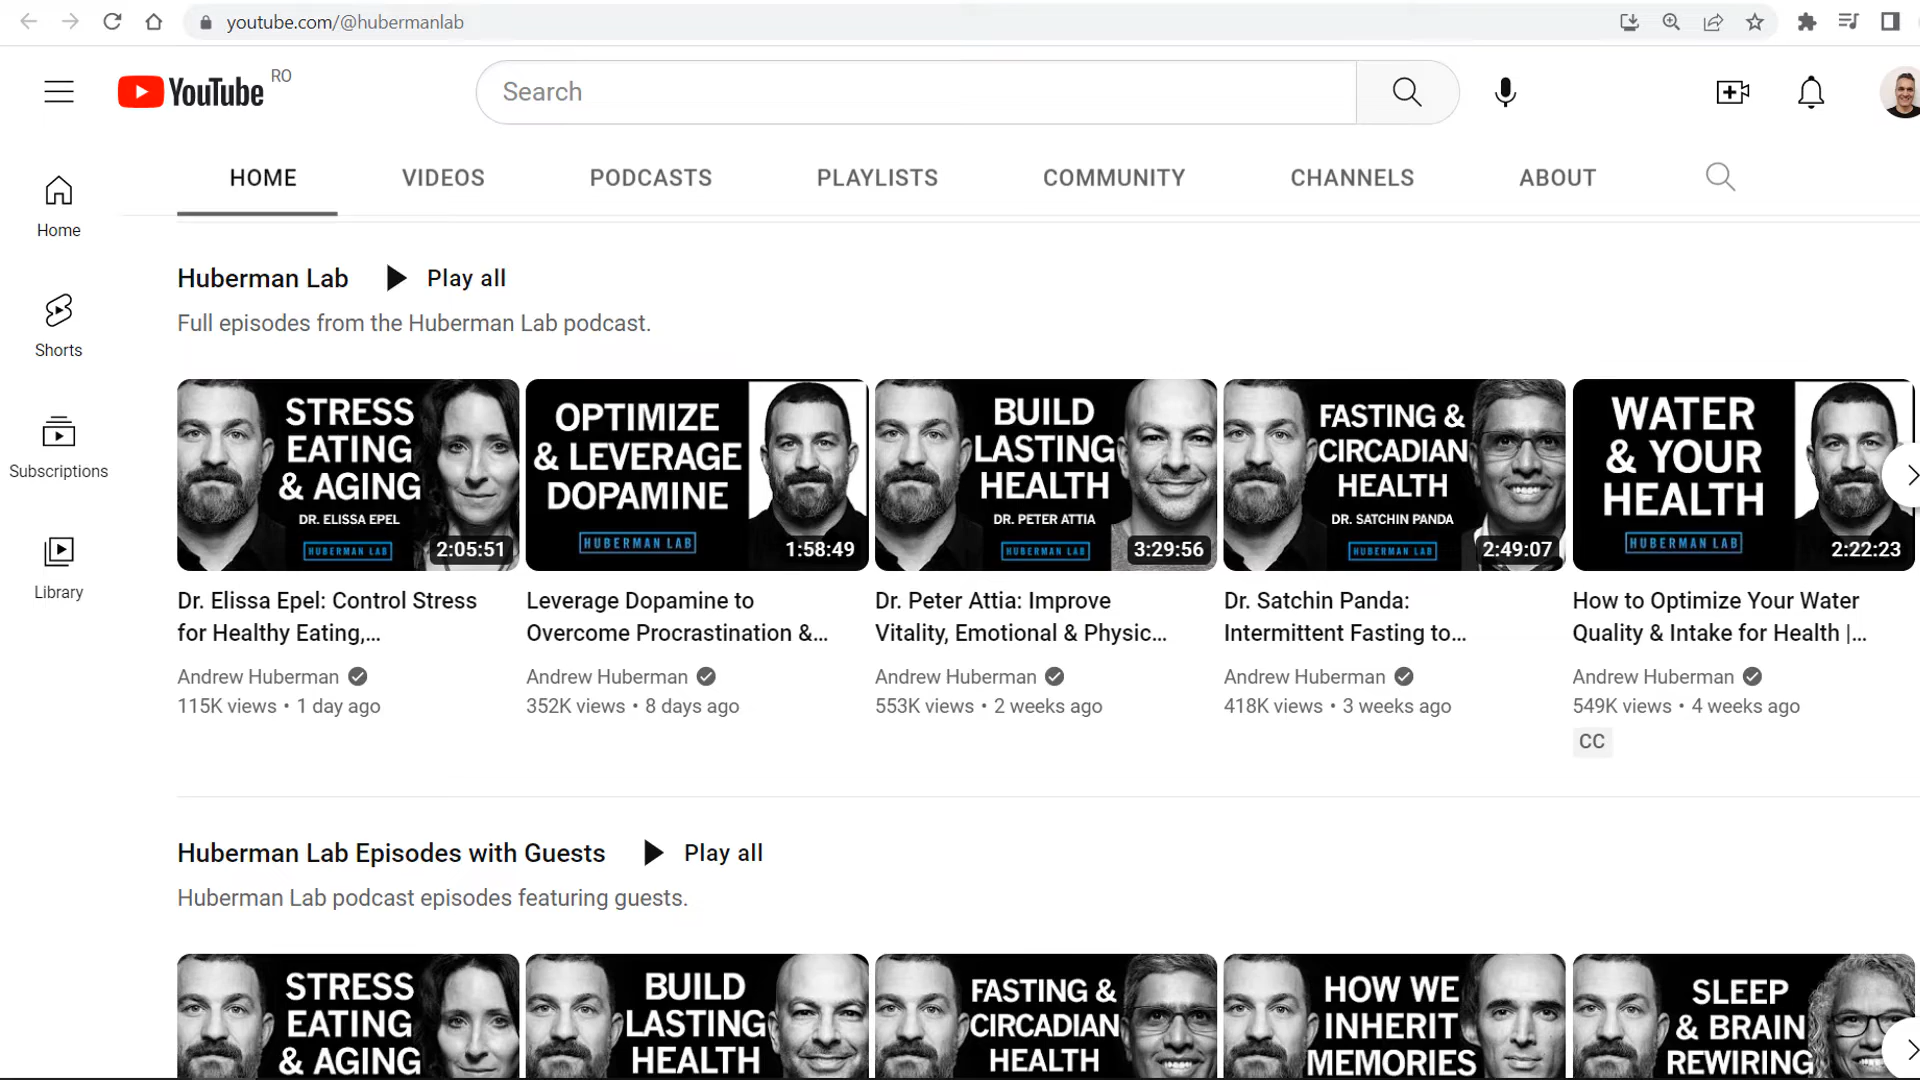 youtube.com/@hubermanlab
YouTube RO
Search
HOME VIDEOS PODCASTS PLAYLISTS COMMUNITY CHANNELS ABOUT
Home
Shorts
Subscriptions
Library
Huberman Lab Play all
Full episodes from the Huberman Lab podcast.
STRESS
EATING
& AGING
DR. ELISSA EPEL
HUBERMAN LAB
2:05:51
OPTIMIZE
& LEVERAGE
DOPAMINE
HUBERMAN LAB
1:58:49
BUILD
LASTING
HEALTH
DR. PETER ATTIA
HUBERMAN LAB
3:29:56
FASTING &
CIRCADIAN
HEALTH
DR. SATCHIN PANDA
HUBERMAN LAB
2:49:07
WATER
& YOUR
HEALTH
HUBERMAN LAB
2:22:23
Dr. Elissa Epel: Control Stress
for Healthy Eating,...
Andrew Huberman
115K views • 1 day ago
Leverage Dopamine to
Overcome Procrastination &...
Andrew Huberman
352K views • 8 days ago
Dr. Peter Attia: Improve
Vitality, Emotional & Physic...
Andrew Huberman
553K views • 2 weeks ago
Dr. Satchin Panda:
Intermittent Fasting to...
Andrew Huberman
418K views • 3 weeks ago
How to Optimize Your Water
Quality & Intake for Health |...
Andrew Huberman
549K views • 4 weeks ago
CC
Huberman Lab Episodes with Guests Play all
Huberman Lab podcast episodes featuring guests.
STRESS
EATING
& AGING
BUILD
LASTING
HEALTH
FASTING &
CIRCADIAN
HEALTH
HOW WE
INHERIT
MEMORIES
SLEEP
& BRAIN
REWIRING